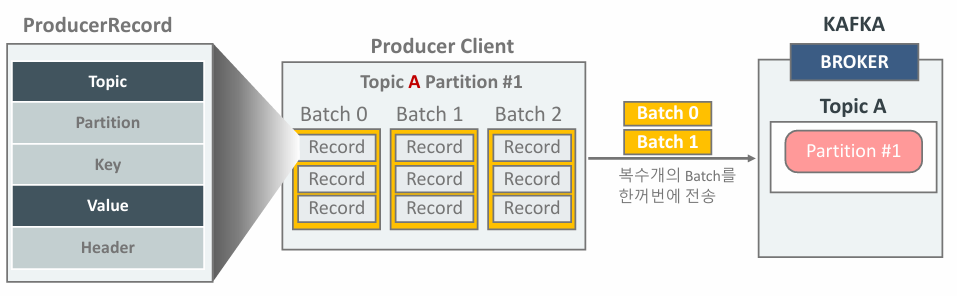 ProducerRecord
Topic
Partition
Key
Value
Header
Producer Client
Topic A Partition #1
Batch 0 Batch 1 Batch 2
Record Record Record
Record Record Record
Record Record Record
Batch 0
Batch 1
복수개의 Batch를
한꺼번에 전송
KAFKA
BROKER
Topic A
Partition #1